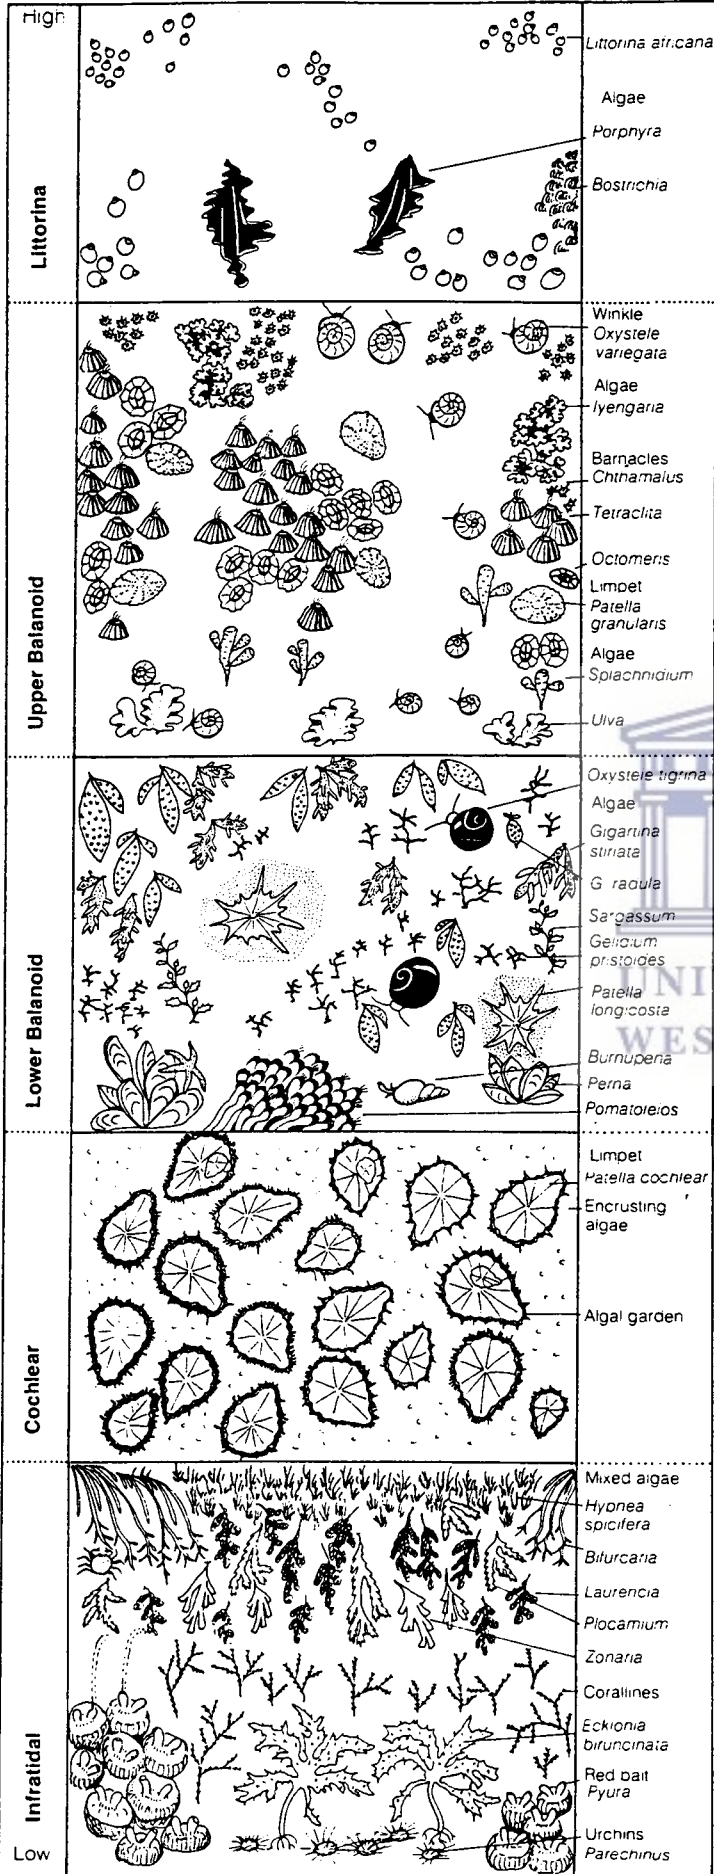 High
Littorina africana
Algae
Porphyra
Bostrichia
Littorina
Winkle
Oxystele
variegata
Algae
Iyengaria
Barnacles
Chthamalus
Tetraclita
Octomeris
Limpet
Patella
granularis
Algae
Splachnidium
Ulva
Upper Balanoid
Oxystele tigrina
Algae
Gigartina
striata
G radula
Sargassum
Gelidium
pristoides
Patella
longicosta
Burnupena
Perna
Pomatoleios
Lower Balanoid
UNI
WES
Limpet
Patella cochlear
Encrusting
algae
Algal garden
Cochlear
Mixed algae
Hypnea
spicifera
Bifurcaria
Laurencia
Plocamium
Zonaria
Corallines
Ecklonia
biruncinata
Red bait
Pyura
Urchins
Parechinus
Infratidal
Low